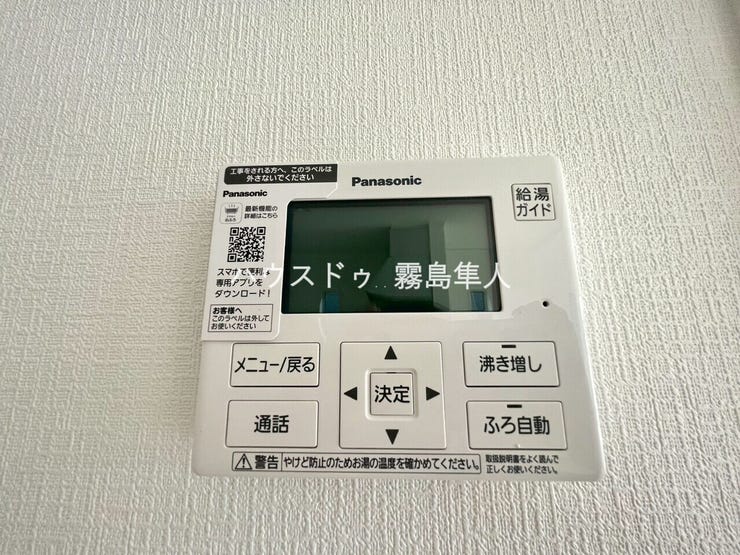 工事をされる方へ、このラベルは
外さないでください
Panasonic
最新機能の
詳細はこちら
スマホで便利な
専用アプリを
ダウンロード！
お客様へ
このラベルは外して
お使いください
Panasonic
給湯
ガイド
ハウスドゥ 霧島隼人
メニュー/戻る
決定
沸き増し
通話
ふろ自動
警告 やけど防止のためお湯の温度を確かめてください。
取扱説明書をよく読んで
正しくお使いください。